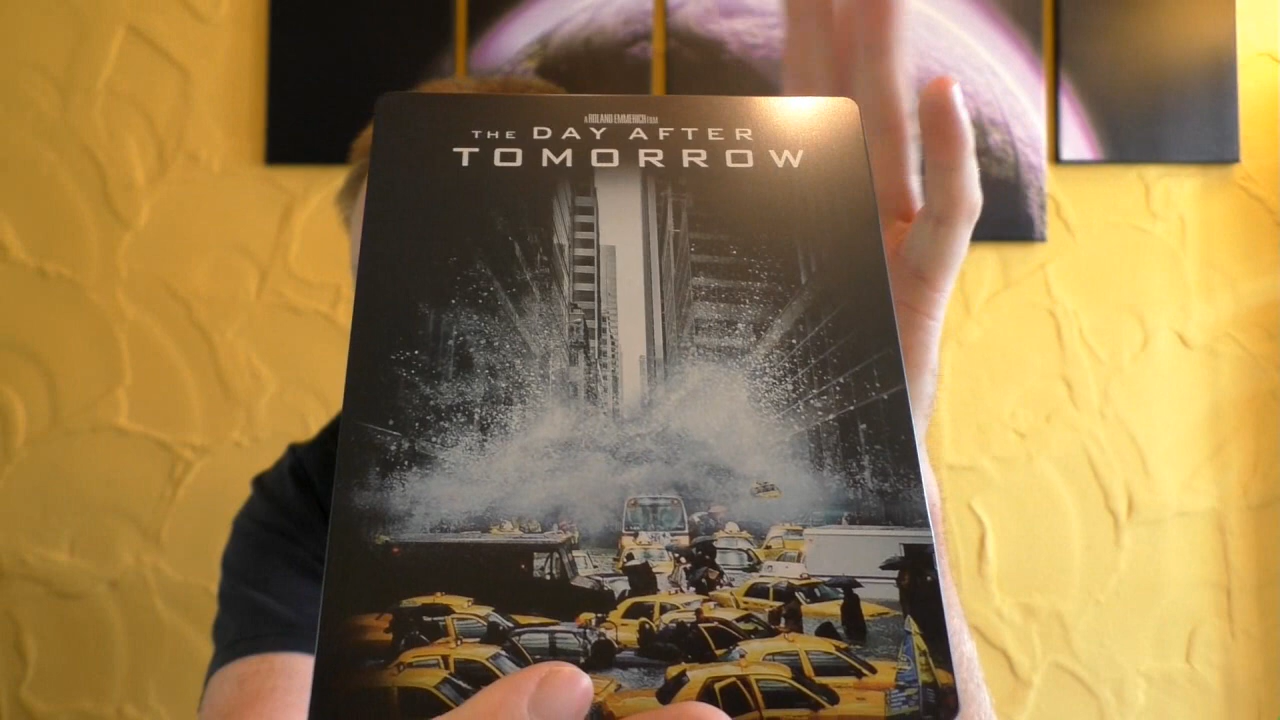 A ROLAND EMMERICH FILM
THE DAY AFTER
TOMORROW